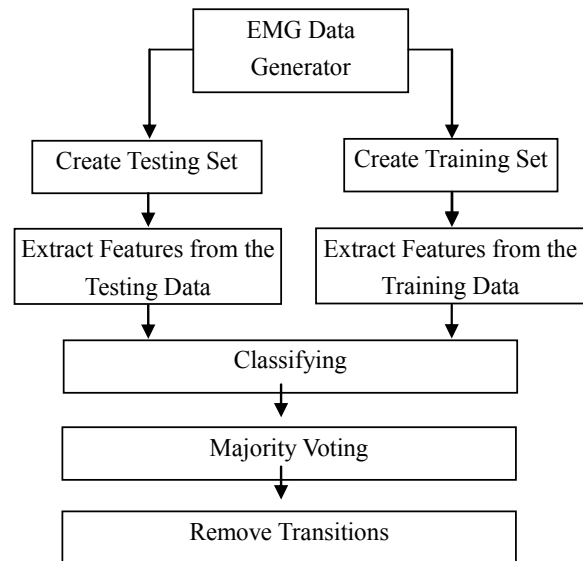 EMG Data
Generator
Create Testing Set
Create Training Set
Extract Features from the
Testing Data
Extract Features from the
Training Data
Classifying
Majority Voting
Remove Transitions